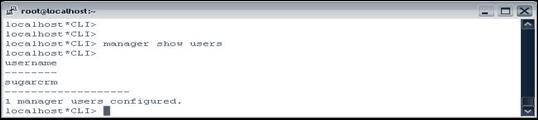 root@localhost:~
localhost*CLI>
localhost*CLI>
localhost*CLI> manager show users
localhost*CLI>
username
--------
sugarcrm
-------------------
1 manager users configured.
localhost*CLI>